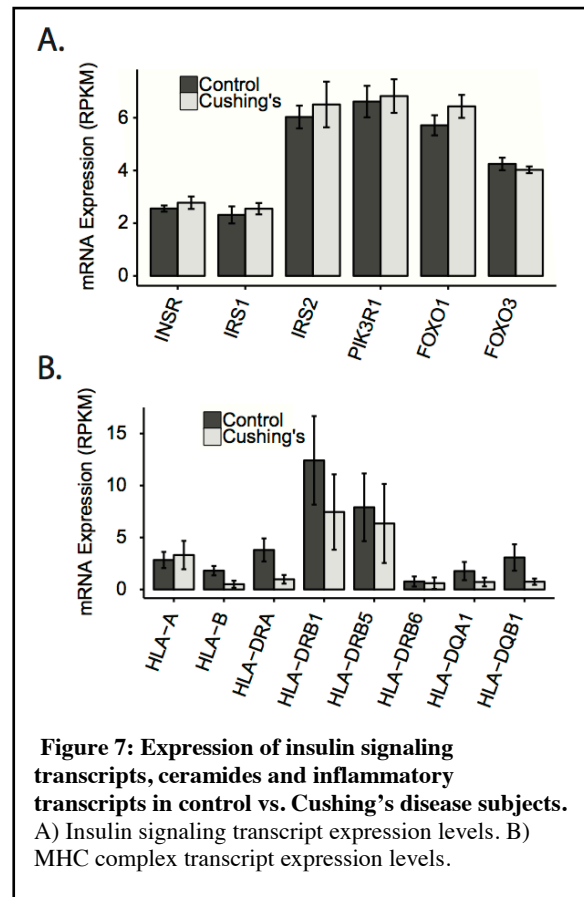 A.
Control
Cushing's
mRNA Expression (RPKM)
6
4
2
0
INSR
IRS1
IRS2
PIK3R1
FOXO1
FOXO3
B.
Control
Cushing's
mRNA Expression (RPKM)
15
10
5
0
HLA−A
HLA−B
HLA−DRA
HLA−DRB1
HLA−DRB5
HLA−DRB6
HLA−DQA1
HLA−DQB1
Figure 7: Expression of insulin signaling
transcripts, ceramides and inflammatory
transcripts in control vs. Cushing’s disease subjects.
A) Insulin signaling transcript expression levels. B)
MHC complex transcript expression levels.